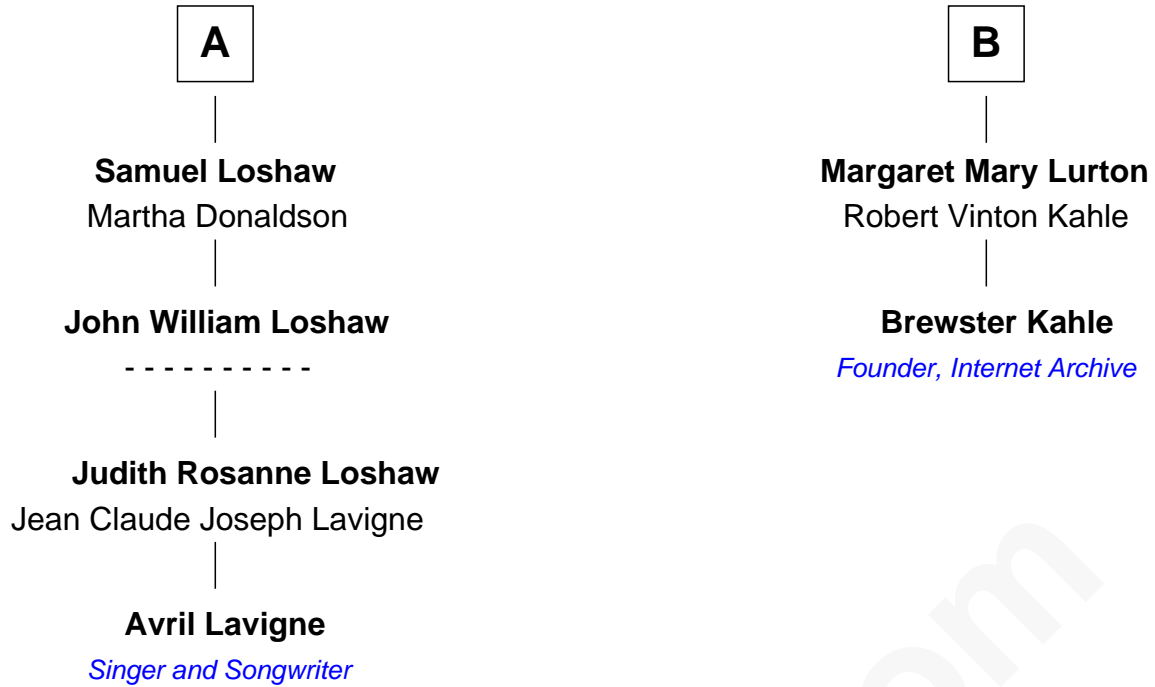 A
Samuel Loshaw
Martha Donaldson
John William Loshaw
- - - - - - - - - -
Judith Rosanne Loshaw
Jean Claude Joseph Lavigne
Avril Lavigne
Singer and Songwriter
B
Margaret Mary Lurton
Robert Vinton Kahle
Brewster Kahle
Founder, Internet Archive
om